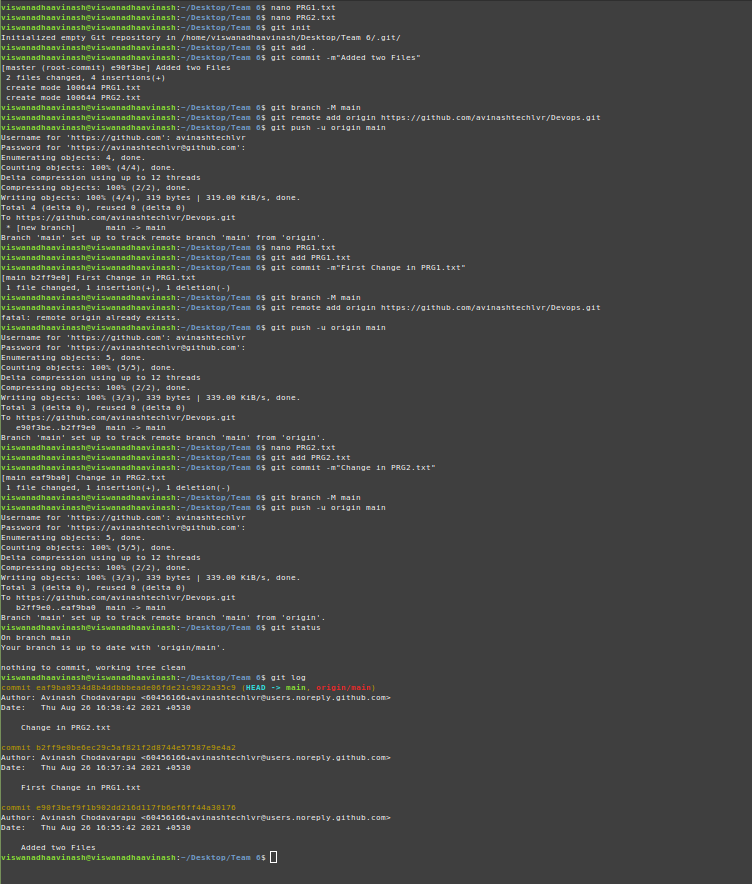 viswanadhaavinash@viswanadhaavinash:~/Desktop/Team 6$ nano PRG1.txt
viswanadhaavinash@viswanadhaavinash:~/Desktop/Team 6$ nano PRG2.txt
viswanadhaavinash@viswanadhaavinash:~/Desktop/Team 6$ git init
Initialized empty Git repository in /home/viswanadhaavinash/Desktop/Team 6/.git/
viswanadhaavinash@viswanadhaavinash:~/Desktop/Team 6$ git add .
viswanadhaavinash@viswanadhaavinash:~/Desktop/Team 6$ git commit -m"Added two Files"
[master (root-commit) e90f3be] Added two Files
 2 files changed, 4 insertions(+)
 create mode 100644 PRG1.txt
 create mode 100644 PRG2.txt
viswanadhaavinash@viswanadhaavinash:~/Desktop/Team 6$ git branch -M main
viswanadhaavinash@viswanadhaavinash:~/Desktop/Team 6$ git remote add origin https://github.com/avinashtechlvr/Devops.git
viswanadhaavinash@viswanadhaavinash:~/Desktop/Team 6$ git push -u origin main
Username for 'https://github.com': avinashtechlvr
Password for 'https://avinashtechlvr@github.com':
Enumerating objects: 4, done.
Counting objects: 100% (4/4), done.
Delta compression using up to 12 threads
Compressing objects: 100% (2/2), done.
Writing objects: 100% (4/4), 319 bytes | 319.00 KiB/s, done.
Total 4 (delta 0), reused 0 (delta 0)
To https://github.com/avinashtechlvr/Devops.git
 * [new branch]      main -> main
Branch 'main' set up to track remote branch 'main' from 'origin'.
viswanadhaavinash@viswanadhaavinash:~/Desktop/Team 6$ nano PRG1.txt
viswanadhaavinash@viswanadhaavinash:~/Desktop/Team 6$ git add PRG1.txt
viswanadhaavinash@viswanadhaavinash:~/Desktop/Team 6$ git commit -m"First Change in PRG1.txt"
[main b2ff9e0] First Change in PRG1.txt
 1 file changed, 1 insertion(+), 1 deletion(-)
viswanadhaavinash@viswanadhaavinash:~/Desktop/Team 6$ git branch -M main
viswanadhaavinash@viswanadhaavinash:~/Desktop/Team 6$ git remote add origin https://github.com/avinashtechlvr/Devops.git
fatal: remote origin already exists.
viswanadhaavinash@viswanadhaavinash:~/Desktop/Team 6$ git push -u origin main
Username for 'https://github.com': avinashtechlvr
Password for 'https://avinashtechlvr@github.com':
Enumerating objects: 5, done.
Counting objects: 100% (5/5), done.
Delta compression using up to 12 threads
Compressing objects: 100% (2/2), done.
Writing objects: 100% (3/3), 339 bytes | 339.00 KiB/s, done.
Total 3 (delta 0), reused 0 (delta 0)
To https://github.com/avinashtechlvr/Devops.git
   e90f3be..b2ff9e0  main -> main
Branch 'main' set up to track remote branch 'main' from 'origin'.
viswanadhaavinash@viswanadhaavinash:~/Desktop/Team 6$ nano PRG2.txt
viswanadhaavinash@viswanadhaavinash:~/Desktop/Team 6$ git add PRG2.txt
viswanadhaavinash@viswanadhaavinash:~/Desktop/Team 6$ git commit -m"Change in PRG2.txt"
[main eaf9ba0] Change in PRG2.txt
 1 file changed, 1 insertion(+), 1 deletion(-)
viswanadhaavinash@viswanadhaavinash:~/Desktop/Team 6$ git branch -M main
viswanadhaavinash@viswanadhaavinash:~/Desktop/Team 6$ git push -u origin main
Username for 'https://github.com': avinashtechlvr
Password for 'https://avinashtechlvr@github.com':
Enumerating objects: 5, done.
Counting objects: 100% (5/5), done.
Delta compression using up to 12 threads
Compressing objects: 100% (2/2), done.
Writing objects: 100% (3/3), 339 bytes | 339.00 KiB/s, done.
Total 3 (delta 0), reused 0 (delta 0)
To https://github.com/avinashtechlvr/Devops.git
   b2ff9e0..eaf9ba0  main -> main
Branch 'main' set up to track remote branch 'main' from 'origin'.
viswanadhaavinash@viswanadhaavinash:~/Desktop/Team 6$ git status
On branch main
Your branch is up to date with 'origin/main'.
nothing to commit, working tree clean
viswanadhaavinash@viswanadhaavinash:~/Desktop/Team 6$ git log
commit eaf9ba0534d8b4ddbbbeade06fde21c9022a35c9 (HEAD -> main, origin/main)
Author: Avinash Chodavarapu <60456166+avinashtechlvr@users.noreply.github.com>
Date:   Thu Aug 26 16:58:42 2021 +0530
    Change in PRG2.txt
commit b2ff9e0be6ec29c5af821f2d8744e57587e9e4a2
Author: Avinash Chodavarapu <60456166+avinashtechlvr@users.noreply.github.com>
Date:   Thu Aug 26 16:57:34 2021 +0530
    First Change in PRG1.txt
commit e90f3bef9f1b902dd216d117fb6ef6ff44a30176
Author: Avinash Chodavarapu <60456166+avinashtechlvr@users.noreply.github.com>
Date:   Thu Aug 26 16:55:42 2021 +0530
    Added two Files
viswanadhaavinash@viswanadhaavinash:~/Desktop/Team 6$